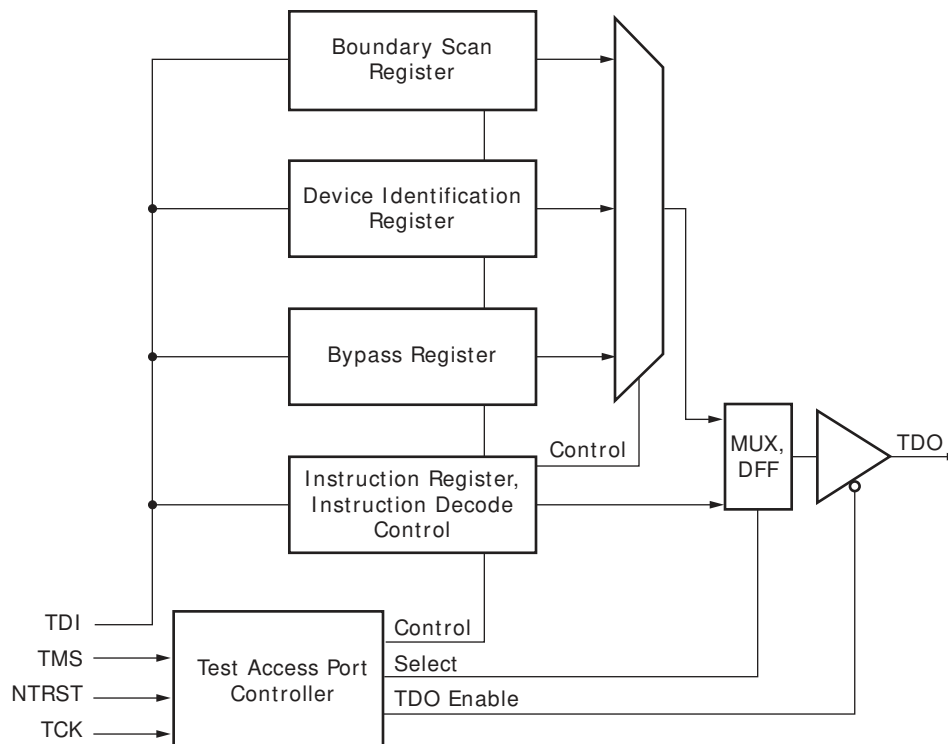 Boundary Scan
Register
Device Identification
Register
Bypass Register
Control
MUX,
DFF
TDO
Instruction Register,
Instruction Decode
Control
TDI
TMS
NTRST
TCK
Test Access Port
Controller
Control
Select
TDO Enable